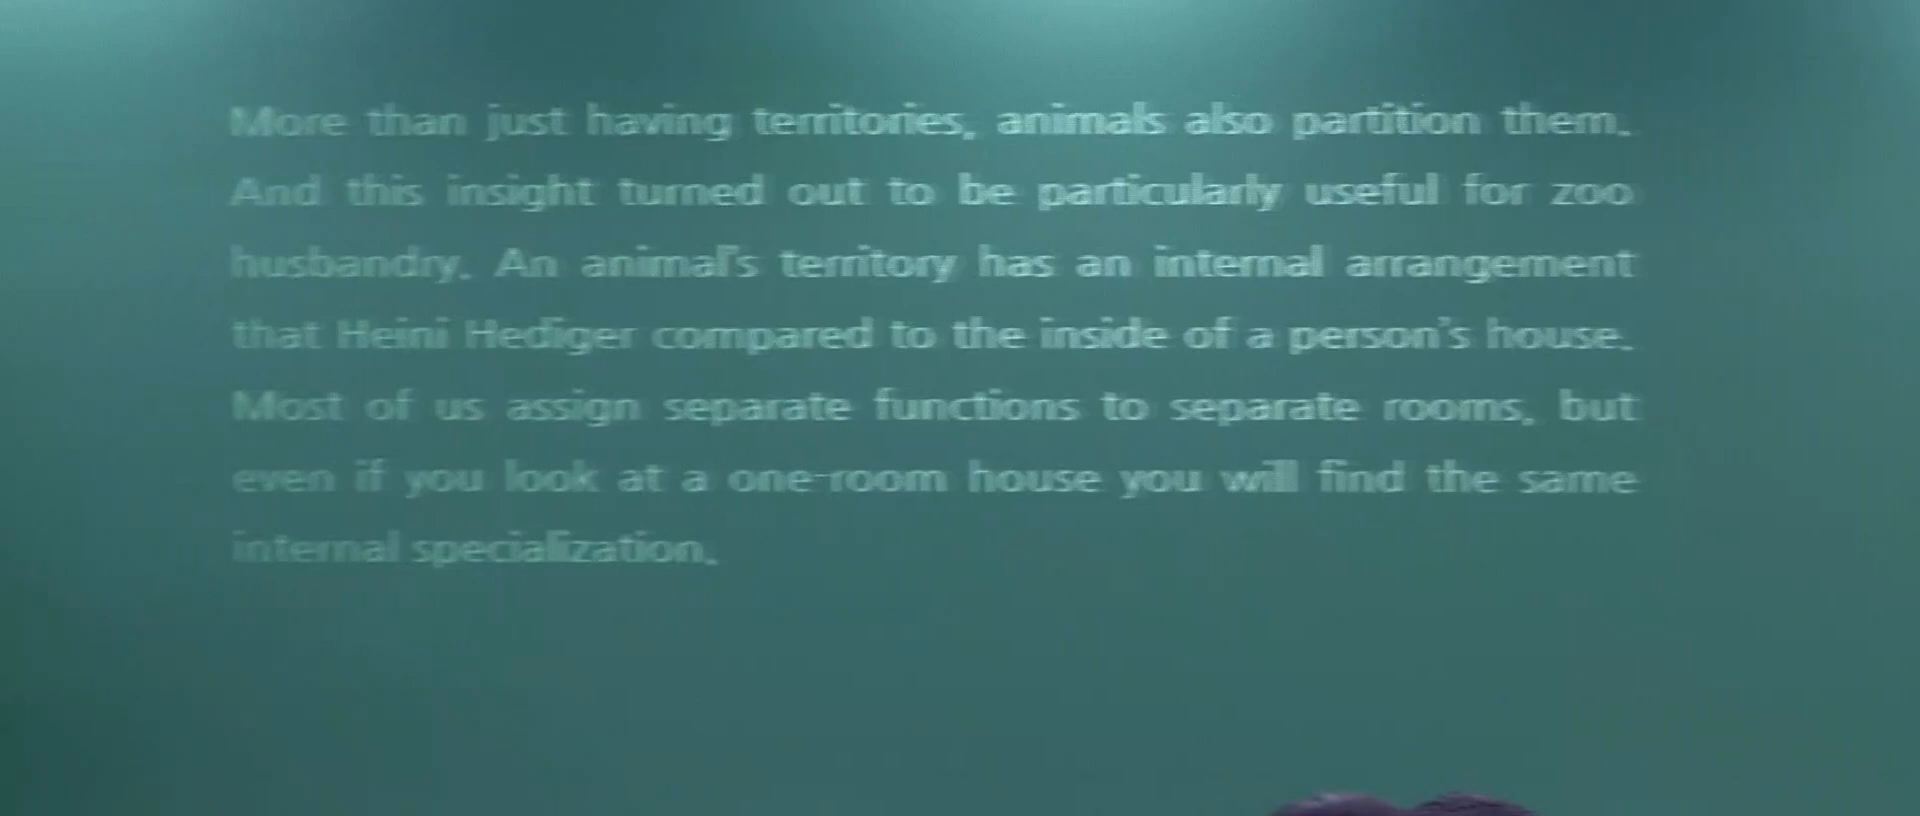 More than just having territories, animals also partition them.
And this insight turned out to be particularly useful for zoo
husbandry. An animal's territory has an internal arrangement
that Heini Hediger compared to the inside of a person's house.
Most of us assign separate functions to separate rooms, but
even if you look at a one-room house you will find the same
internal specialization.